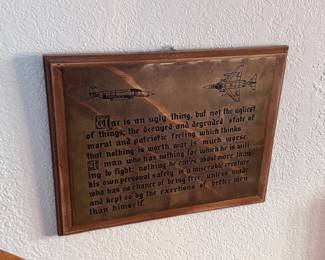 War is an ugly thing, but not the ugliest
of things; the decayed and degraded state of
moral and patriotic feeling which thinks
that nothing is worth war is much worse.
A man who has nothing for which he is will-
ing to fight; nothing he cares about more than
his own personal safety; is a miserable creature
who has no chance of being free, unless made
and kept so by the exertions of better men
than himself.